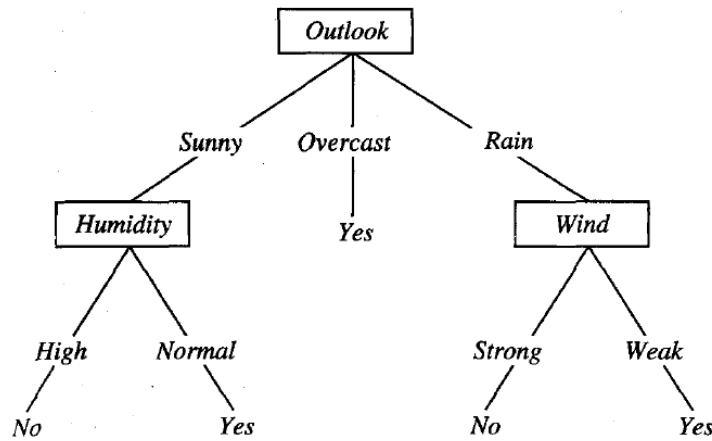 Outlook
Sunny Overcast Rain
Humidity Yes Wind
High Normal Strong Weak
No Yes No Yes